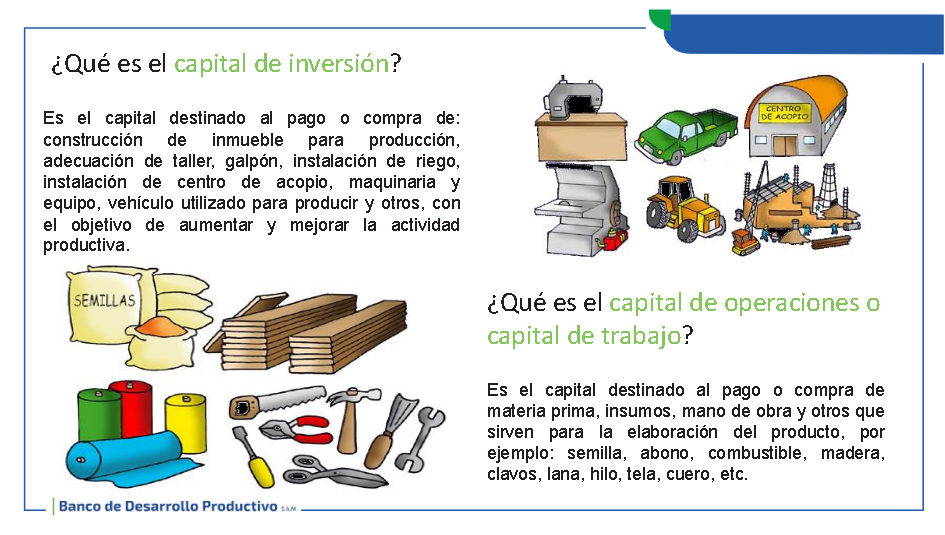 ¿Qué es el capital de inversión?
Es el capital destinado al pago o compra de:
construcción de inmueble para producción,
adecuación de taller, galpón, instalación de riego,
instalación de centro de acopio, maquinaria y
equipo, vehículo utilizado para producir y otros, con
el objetivo de aumentar y mejorar la actividad
productiva.
CENTRO
DE ACOPIO
SEMILLAS
¿Qué es el capital de operaciones o
capital de trabajo?
Es el capital destinado al pago o compra de
materia prima, insumos, mano de obra y otros que
sirven para la elaboración del producto, por
ejemplo: semilla, abono, combustible, madera,
clavos, lana, hilo, tela, cuero, etc.
Banco de Desarrollo Productivo S.A.M.